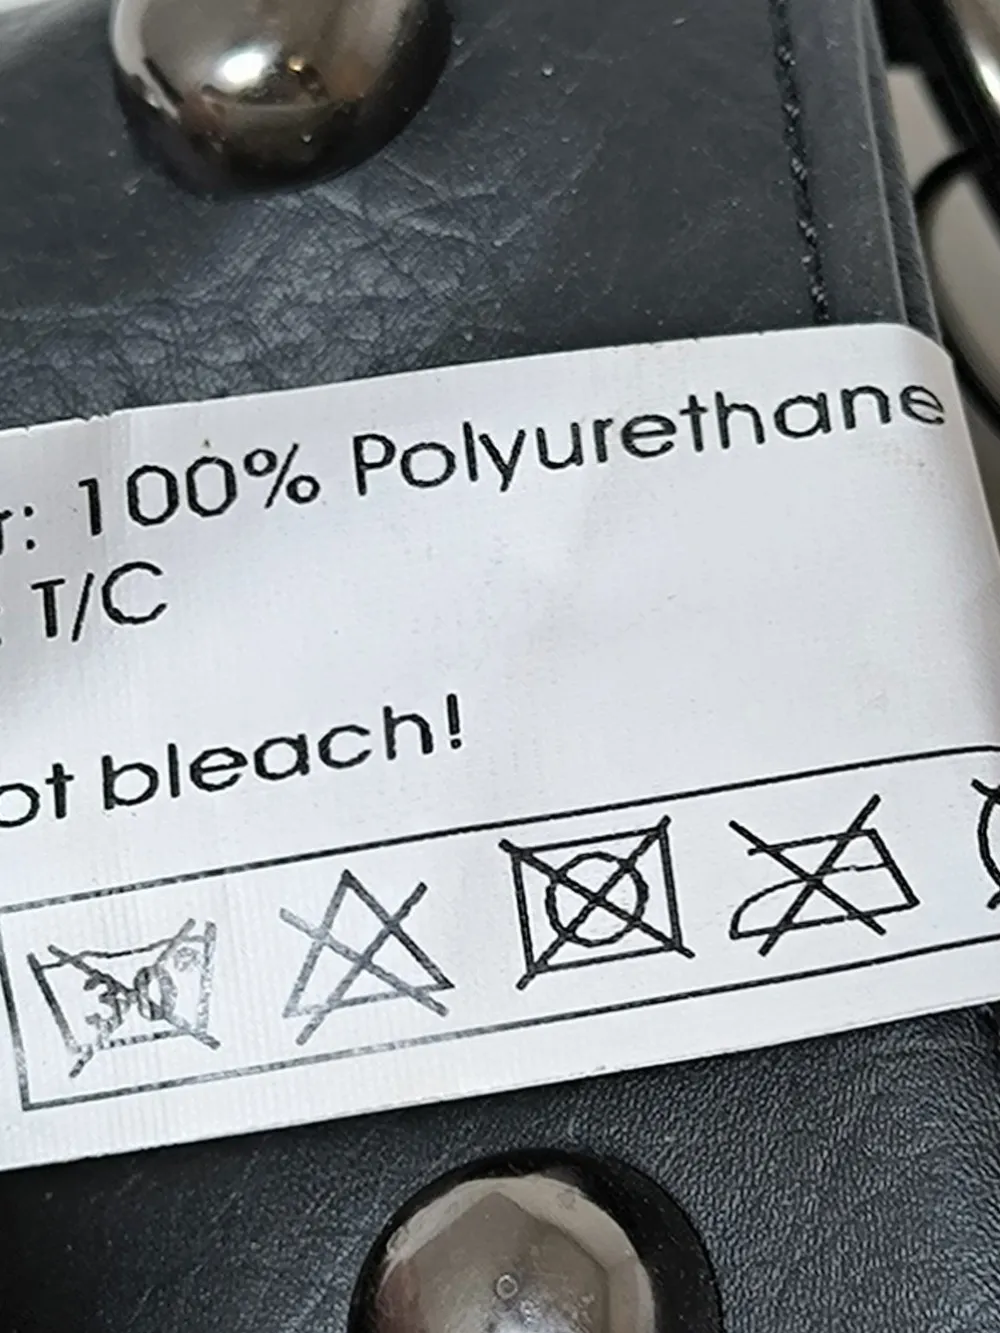 r: 100% Polyurethane
: T/C
ot bleach!
30°